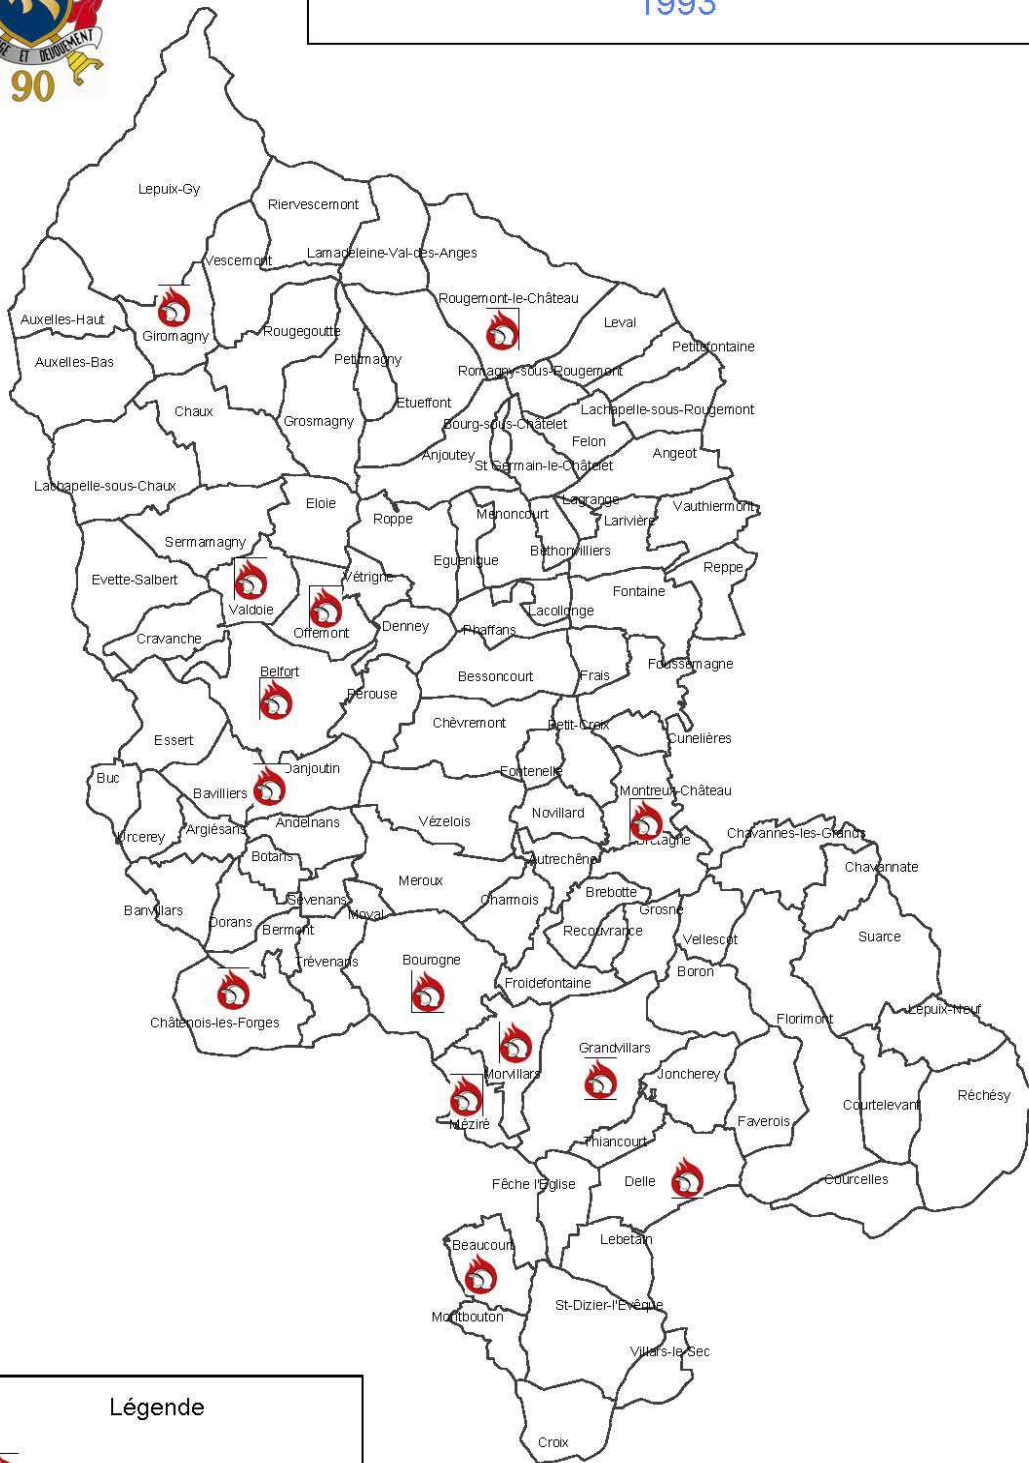 1993
GE ET DEVOUEMENT
90
Lepuix-Gy
Riervescemont
Vescemont
Lamadeleine-Val-des-Anges
Auxelles-Haut
Giromagny
Rougegoutte
Rougemont-le-Château
Leval
Petitefontaine
Auxelles-Bas
Petitmagny
Romagny-sous-Rougemont
Chaux
Grosmagny
Etueffont
Bourg-sous-Châtelet
Lachapelle-sous-Rougemont
Felon
Anjoutey
St Germain-le-Châtelet
Angeot
Lachapelle-sous-Chaux
Eloie
Roppe
Menoncourt
Lagrange
Larivière
Vauthiermont
Sermamagny
Eguenigue
Bethonvilliers
Evette-Salbert
Vétrigne
Fontaine
Reppe
Valdoie
Offemont
Denney
Phaffans
Lacollonge
Cravanche
Belfort
Pérouse
Bessoncourt
Frais
Foussemagne
Essert
Chèvremont
Petit-Croix
Cunelières
Buc
Danjoutin
Fontenelle
Bavilliers
Montreux-Château
Urcerey
Argiésans
Andelnans
Vézelois
Novillard
Bretagne
Chavannes-les-Grands
Botans
Autrechêne
Chavannate
Meroux
Brebotte
Banvillars
Dorans
Sévenans
Moval
Charmois
Grosne
Bermont
Recouvrance
Vellescot
Suarce
Trévenans
Bourogne
Froidefontaine
Boron
Châtenois-les-Forges
Florimont
Lepuix-Neuf
Grandvillars
Morvillars
Joncherey
Réchésy
Méziré
Faverois
Courtelevant
Thiancourt
Fêche l'Eglise
Delle
Courcelles
Beaucourt
Lebetain
Montbouton
St-Dizier-l'Evêque
Villars-le-Sec
Croix
Légende